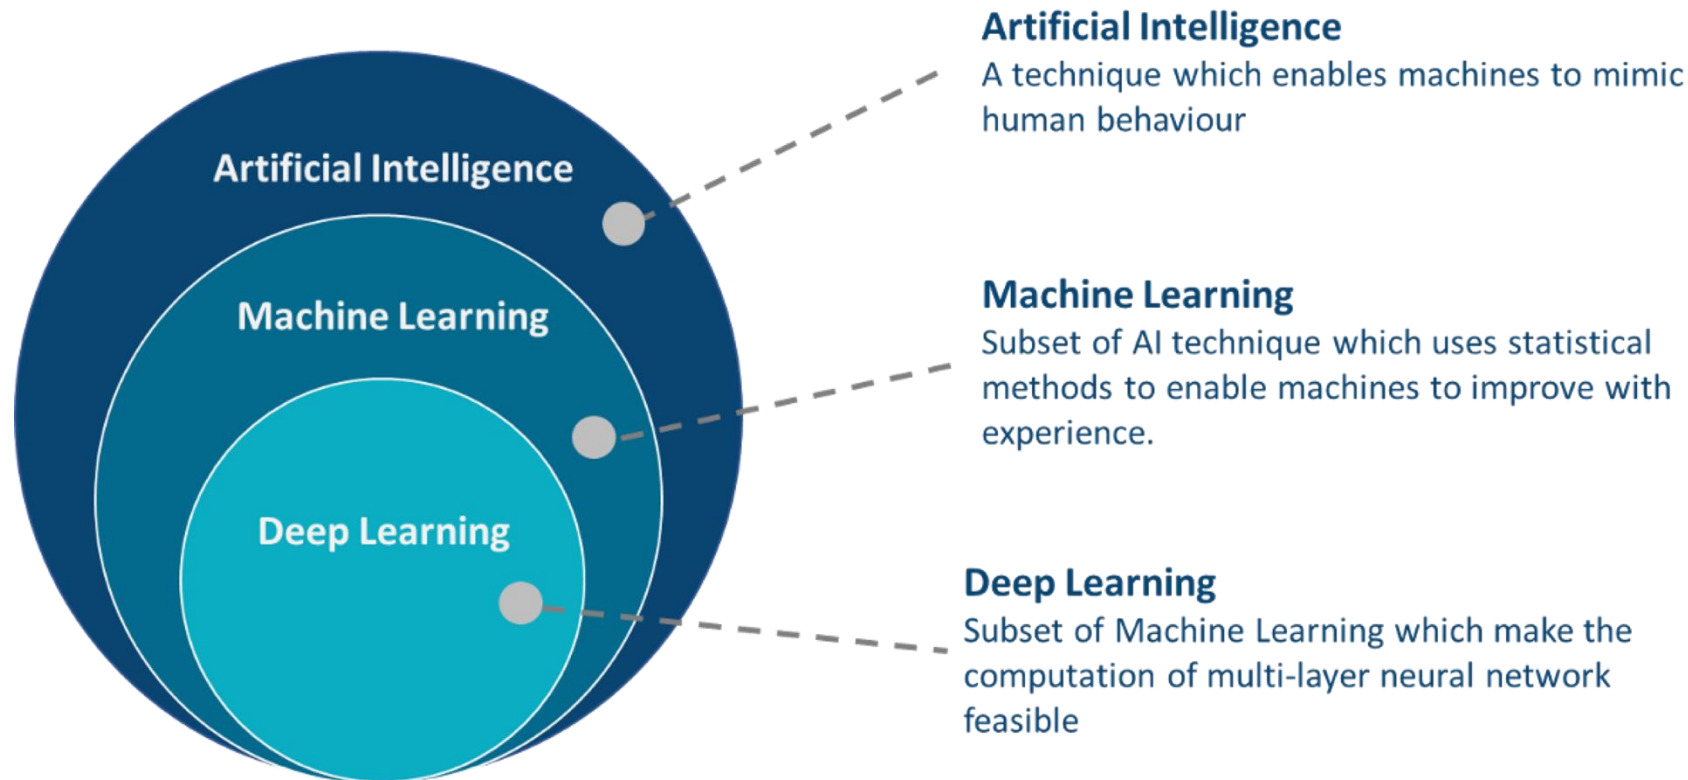 Artificial Intelligence
Machine Learning
Deep Learning
Artificial Intelligence
A technique which enables machines to mimic
human behaviour
Machine Learning
Subset of AI technique which uses statistical
methods to enable machines to improve with
experience.
Deep Learning
Subset of Machine Learning which make the
computation of multi-layer neural network
feasible